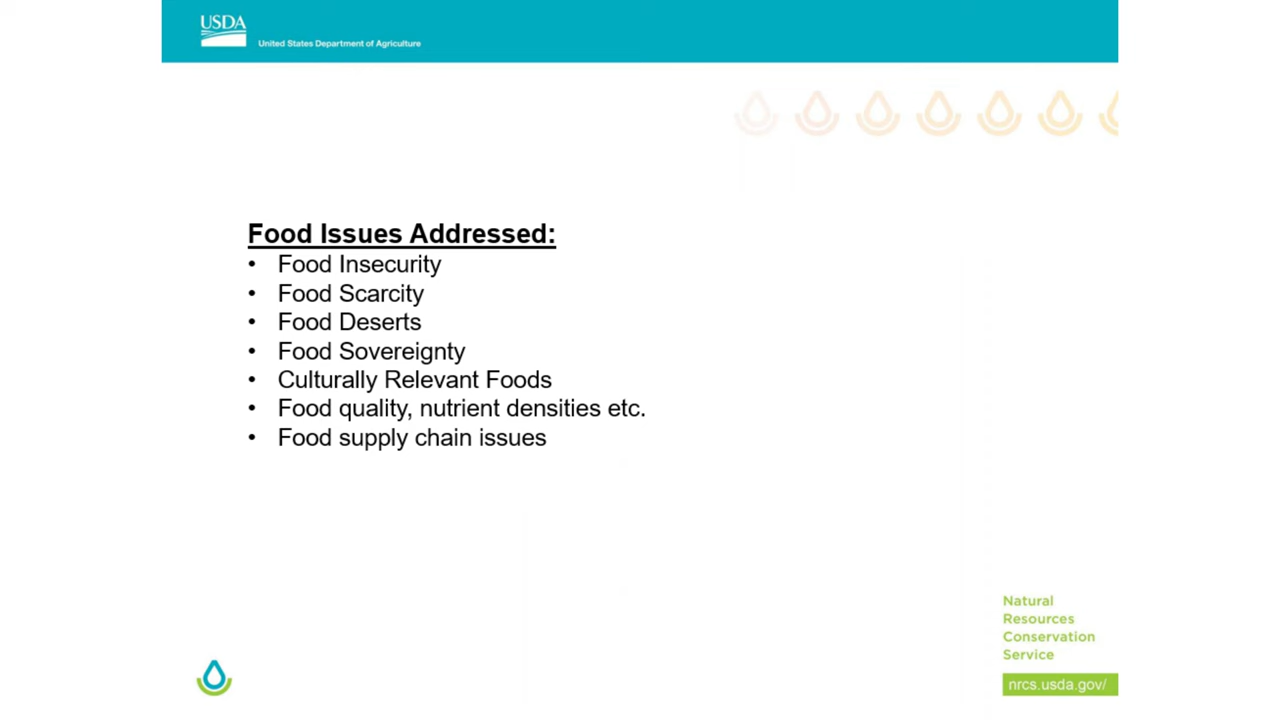 USDA
United States Department of Agriculture
Food Issues Addressed:
• Food Insecurity
• Food Scarcity
• Food Deserts
• Food Sovereignty
• Culturally Relevant Foods
• Food quality, nutrient densities etc.
• Food supply chain issues
Natural
Resources
Conservation
Service
nrcs.usda.gov/